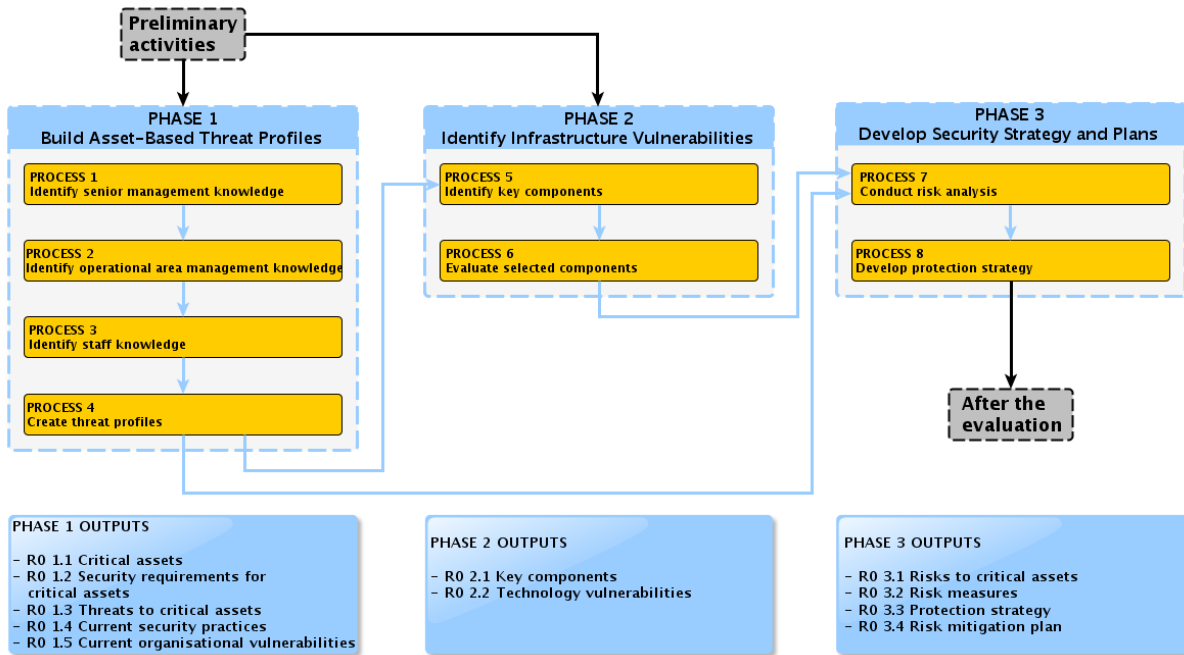 Preliminary
activities
PHASE 1
Build Asset-Based Threat Profiles
PROCESS 1
Identify senior management knowledge
PROCESS 2
Identify operational area management knowledge
PROCESS 3
Identify staff knowledge
PROCESS 4
Create threat profiles
PHASE 2
Identify Infrastructure Vulnerabilities
PROCESS 5
Identify key components
PROCESS 6
Evaluate selected components
PHASE 3
Develop Security Strategy and Plans
PROCESS 7
Conduct risk analysis
PROCESS 8
Develop protection strategy
After the
evaluation
PHASE 1 OUTPUTS
- R0 1.1 Critical assets
- R0 1.2 Security requirements for
critical assets
- R0 1.3 Threats to critical assets
- R0 1.4 Current security practices
- R0 1.5 Current organisational vulnerabilities
PHASE 2 OUTPUTS
- R0 2.1 Key components
- R0 2.2 Technology vulnerabilities
PHASE 3 OUTPUTS
- R0 3.1 Risks to critical assets
- R0 3.2 Risk measures
- R0 3.3 Protection strategy
- R0 3.4 Risk mitigation plan